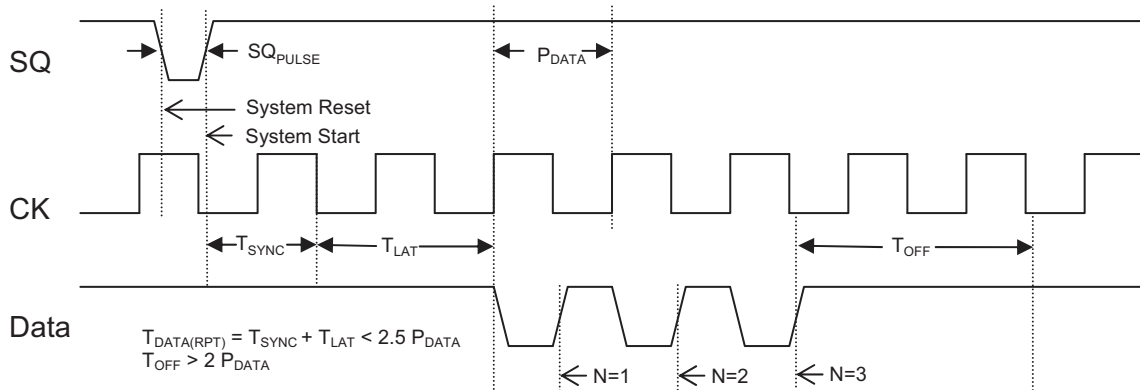 SQ
SQPULSE
PDATA
System Reset
System Start
CK
TSYNC
TLAT
TOFF
Data
TDATA(RPT) = TSYNC + TLAT < 2.5 PDATA
TOFF > 2 PDATA
N=1
N=2
N=3